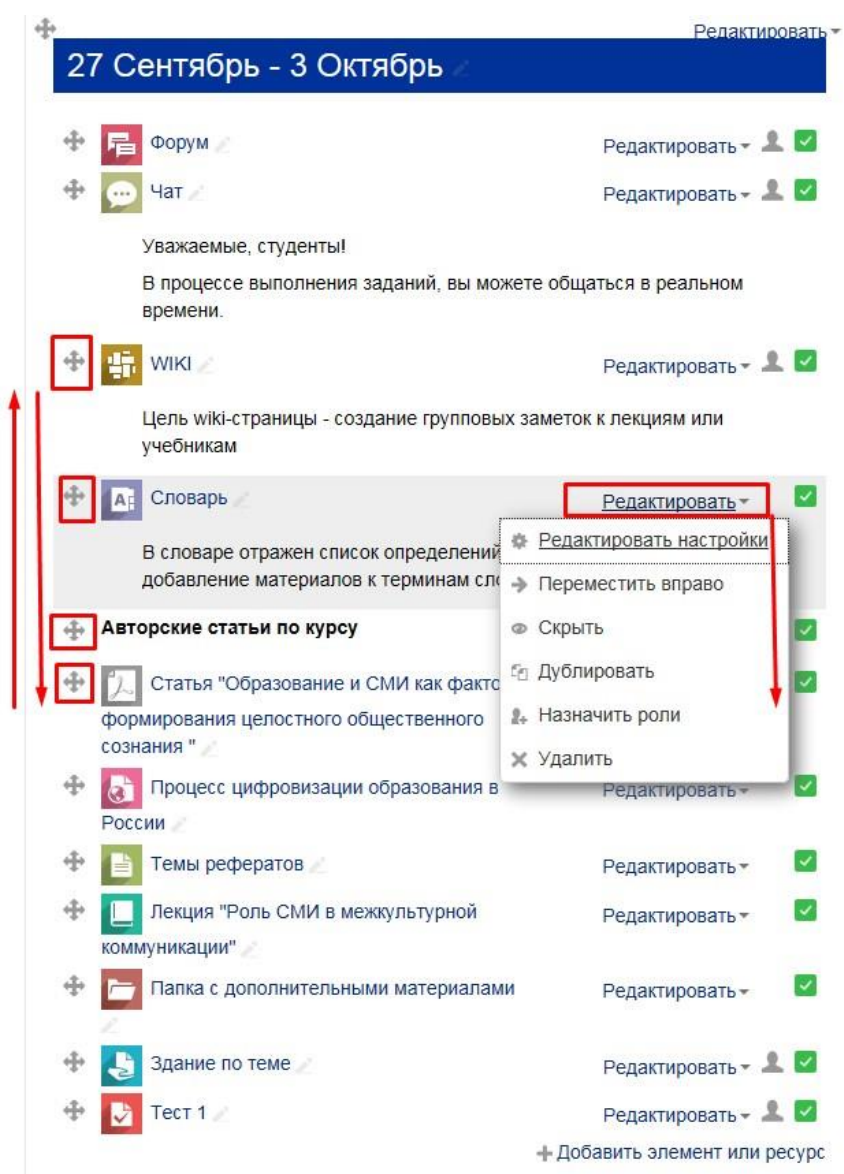 Редактировать
27 Сентябрь - 3 Октябрь
Форум Редактировать
Чат Редактировать
Уважаемые, студенты!
В процессе выполнения заданий, вы можете общаться в реальном
времени.
WIKI Редактировать
Цель wiki-страницы - создание групповых заметок к лекциям или
учебникам
Словарь Редактировать
Редактировать настройки
В словаре отражен список определений
добавление материалов к терминам
Переместить вправо
Авторские статьи по курсу Скрыть
Статья "Образование и СМИ как Дублировать
формирования целостного общественного Назначить роли
сознания "
Удалить
Процесс цифровизации образования в Редактировать
России
Темы рефератов Редактировать
Лекция "Роль СМИ в межкультурной Редактировать
коммуникации"
Папка с дополнительными материалами Редактировать
Здание по теме Редактировать
Тест 1 Редактировать
Добавить элемент или ресурс